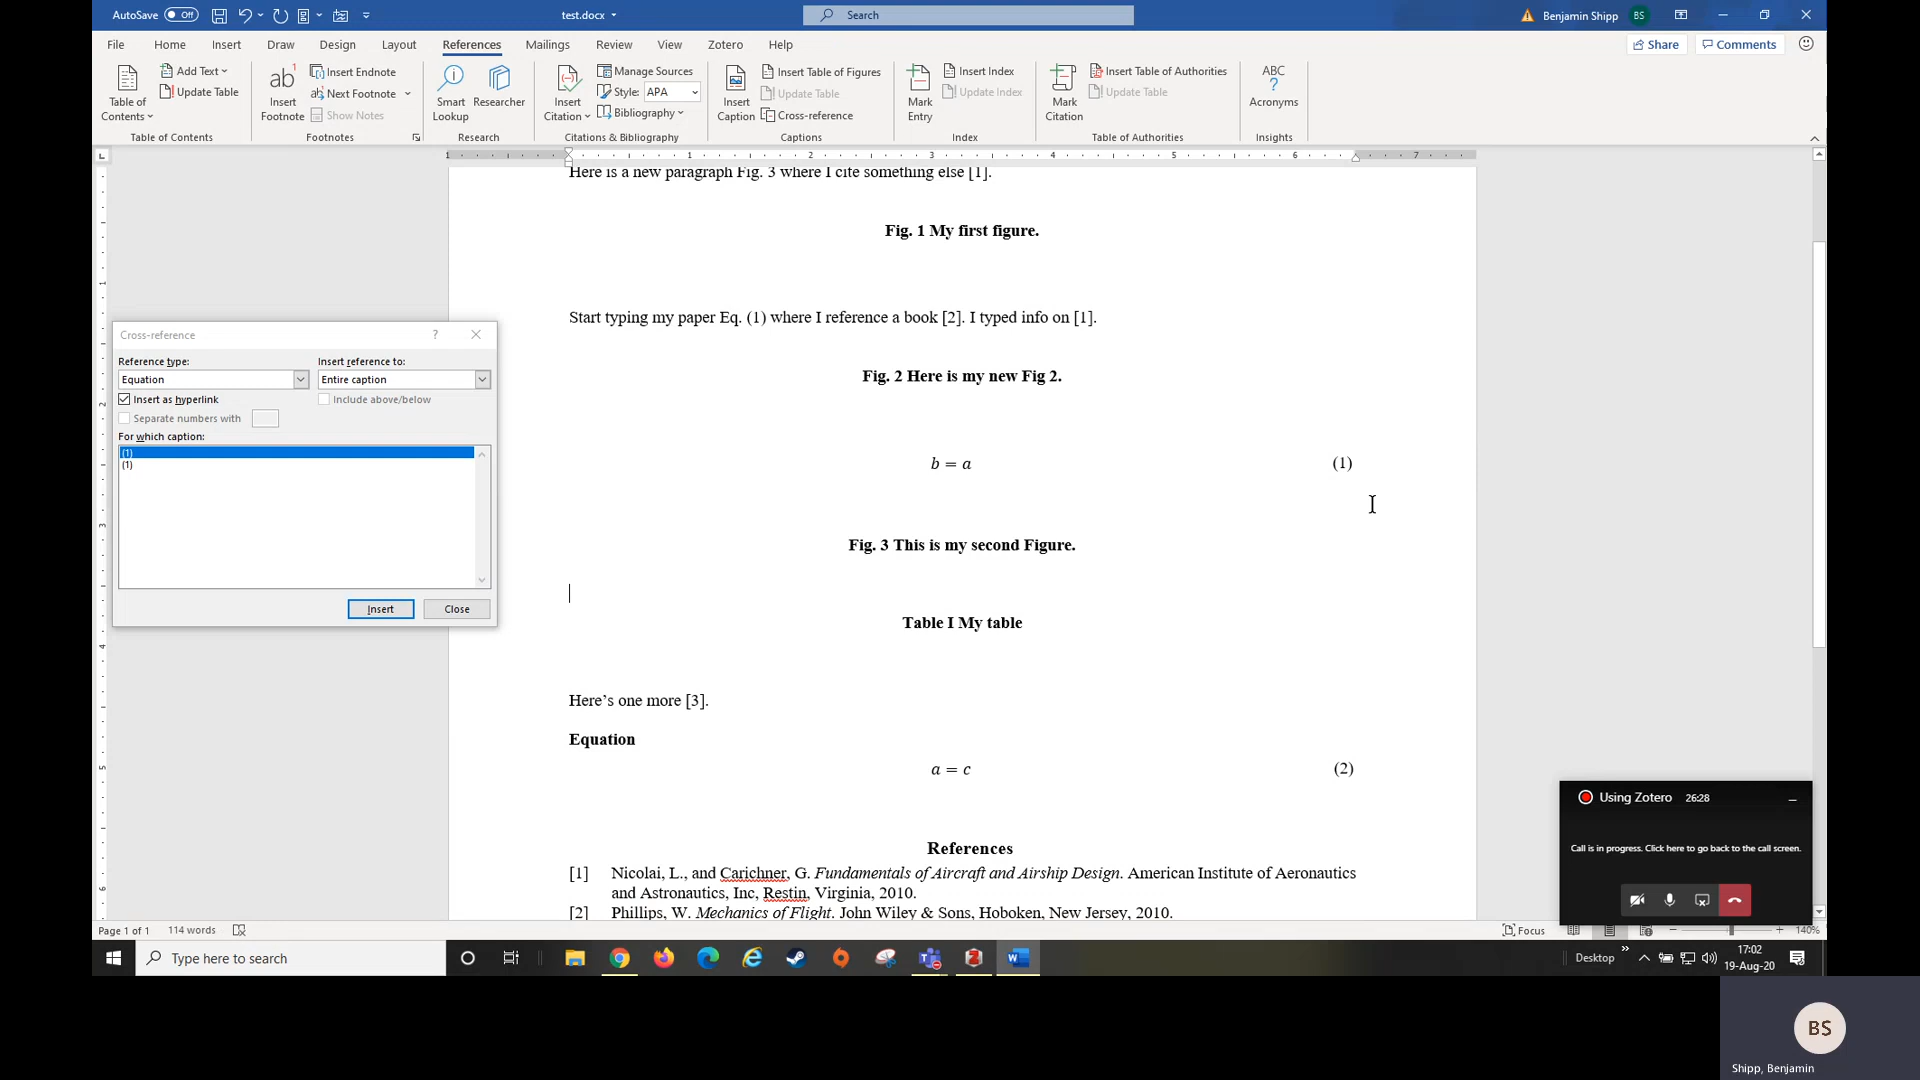 AutoSave Off test.docx Search Benjamin Shipp BS
File Home Insert Draw Design Layout References Mailings Review View Zotero Help Share Comments
Table of Contents
Add Text
Update Table
Table of Contents
ab
Insert Footnote
Insert Endnote
Next Footnote
Show Notes
Footnotes
Smart Lookup
Researcher
Research
Insert Citation
Manage Sources
Style: APA
Bibliography
Citations & Bibliography
Insert Caption
Insert Table of Figures
Update Table
Cross-reference
Captions
Mark Entry
Insert Index
Update Index
Index
Mark Citation
Insert Table of Authorities
Update Table
Table of Authorities
ABC
?
Acronyms
Insights
1 1 2 3 4 5 6 7
Here is a new paragraph Fig. 3 where I cite something else [1].
Fig. 1 My first figure.
Start typing my paper Eq. (1) where I reference a book [2]. I typed info on [1].
Fig. 2 Here is my new Fig 2.
b = a (1)
Fig. 3 This is my second Figure.
Table I My table
Here’s one more [3].
Equation
a = c (2)
References
[1] Nicolai, L., and Carichner, G. Fundamentals of Aircraft and Airship Design. American Institute of Aeronautics
and Astronautics, Inc, Restin, Virginia, 2010.
[2] Phillips, W. Mechanics of Flight. John Wiley & Sons, Hoboken, New Jersey, 2010.
Cross-reference ?
Reference type: Insert reference to:
Equation Entire caption
Insert as hyperlink Include above/below
Separate numbers with
For which caption:
(1)
(1)
Insert Close
Using Zotero 26:28
Call is in progress. Click here to go back to the call screen.
Page 1 of 1 114 words Focus 140%
Type here to search Desktop 17:02
19-Aug-20
BS
Shipp, Benjamin